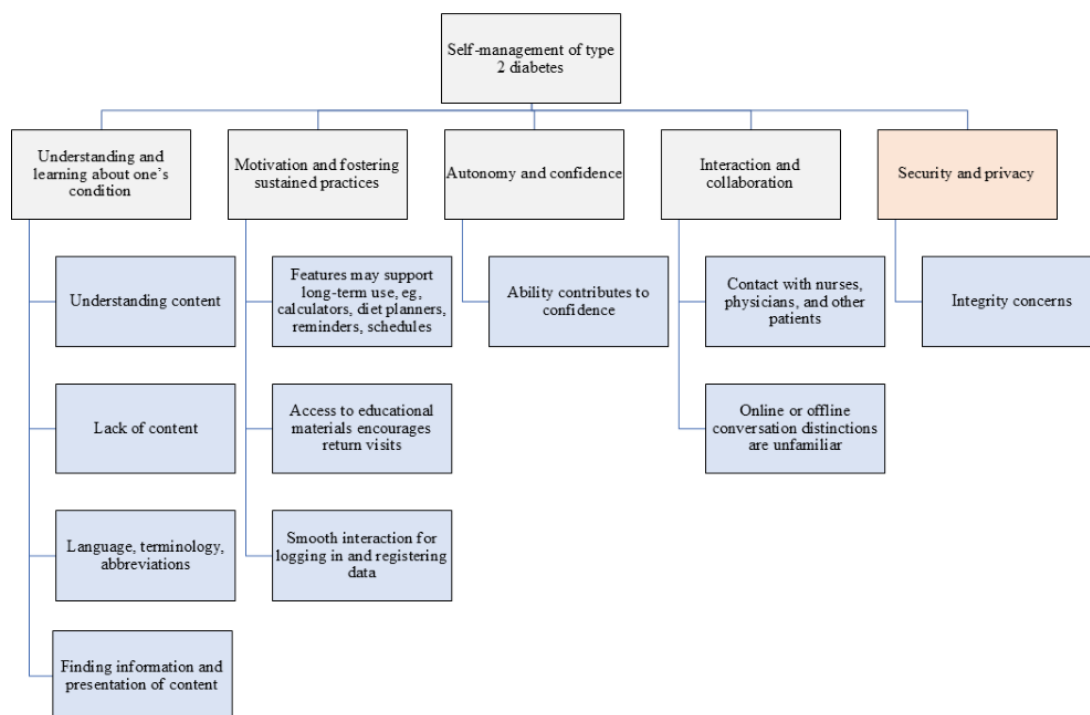 Self-management of type
2 diabetes
Understanding and
learning about one’s
condition
Motivation and fostering
sustained practices
Autonomy and confidence
Interaction and
collaboration
Security and privacy
Understanding content
Features may support
long-term use, eg,
calculators, diet planners,
reminders, schedules
Ability contributes to
confidence
Contact with nurses,
physicians, and other
patients
Integrity concerns
Lack of content
Access to educational
materials encourages
return visits
Online or offline
conversation distinctions
are unfamiliar
Language, terminology,
abbreviations
Smooth interaction for
logging in and registering
data
Finding information and
presentation of content